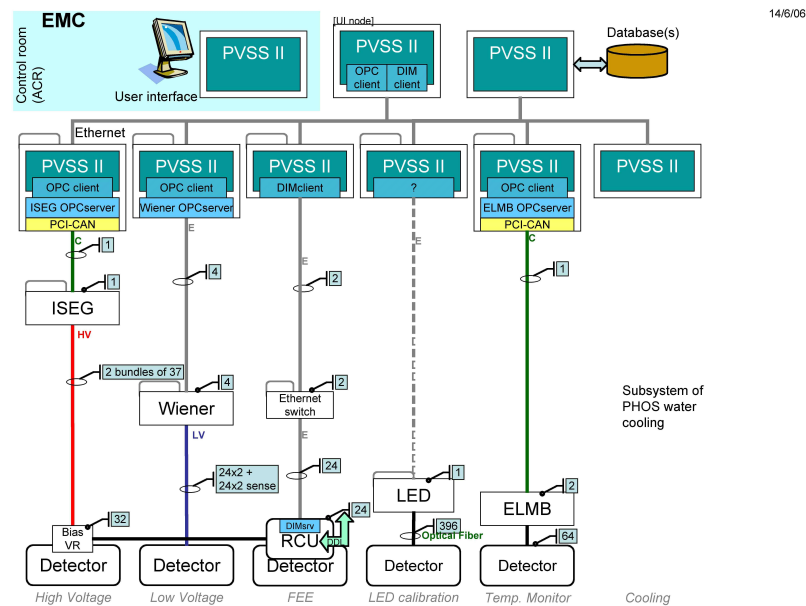 14/6/06
EMC
Control room
(ACR)
User interface
PVSS II
[UI node]
PVSS II
OPC
client
DIM
client
PVSS II
Database(s)
Ethernet
PVSS II
OPC client
ISEG OPCserver
PCI-CAN
PVSS II
OPC client
Wiener OPCserver
PVSS II
DIMclient
PVSS II
?
PVSS II
OPC client
ELMB OPCserver
PCI-CAN
PVSS II
C
1
E
4
E
2
E
C
1
1
ISEG
HV
2 bundles of 37
4
Wiener
LV
2
Ethernet
switch
E
24
Subsystem of
PHOS water
cooling
24x2 +
24x2 sense
1
LED
2
ELMB
32
Bias
VR
24
DIMsrv
RCU
DDL
396
Optical Fiber
64
Detector
Detector
Detector
Detector
Detector
High Voltage
Low Voltage
FEE
LED calibration
Temp. Monitor
Cooling